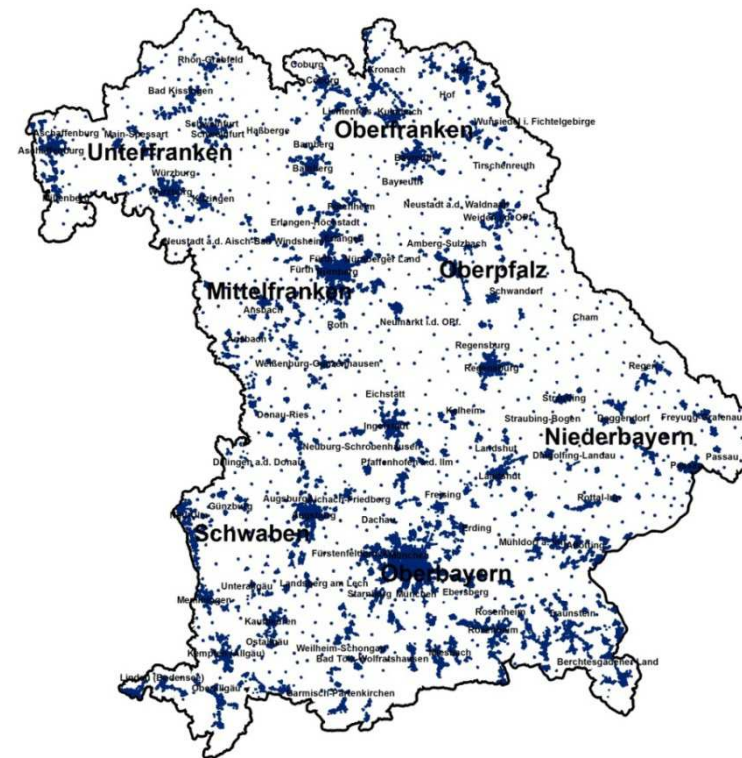 Rhön-Grabfeld
Coburg
Kronach
Coburg
Bad Kissingen
Hof
Lichtenfels
Kulmbach
Wunsiedel i. Fichtelgebirge
Schweinfurt
Schweinfurt
Haßberge
Oberfranken
Aschaffenburg
Main-Spessart
Aschaffenburg
Unterfranken
Bamberg
Bamberg
Bayreuth
Tirschenreuth
Würzburg
Würzburg
Bayreuth
Miltenberg
Kitzingen
Forchheim
Neustadt a.d. Waldnaab
Weiden i.d.OPf.
Erlangen-Höchstadt
Erlangen
Neustadt a.d. Aisch-Bad Windsheim
Amberg-Sulzbach
Fürth
Nürnberger Land
Fürth
Nürnberg
Oberpfalz
Mittelfranken
Schwandorf
Ansbach
Roth
Neumarkt i.d. OPf.
Cham
Ansbach
Regensburg
Weißenburg-Gunzenhausen
Regensburg
Regen
Eichstätt
Straubing
Donau-Ries
Kelheim
Straubing-Bogen
Deggendorf
Freyung-Grafenau
Ingolstadt
Niederbayern
Neuburg-Schrobenhausen
Landshut
Dillingen a.d. Donau
Pfaffenhofen a.d. Ilm
Dingolfing-Landau
Passau
Passau
Landshut
Augsburg
Aichach-Friedberg
Freising
Rottal-Inn
Günzburg
Neu-Ulm
Augsburg
Dachau
Erding
Schwaben
Mühldorf a. Inn
Altötting
Fürstenfeldbruck
München
Oberbayern
Unterallgäu
Landsberg am Lech
Starnberg
München
Ebersberg
Memmingen
Rosenheim
Traunstein
Kaufbeuren
Rosenheim
Ostallgäu
Weilheim-Schongau
Kempten (Allgäu)
Bad Tölz-Wolfratshausen
Miesbach
Berchtesgadener Land
Lindau (Bodensee)
Oberallgäu
Garmisch-Partenkirchen